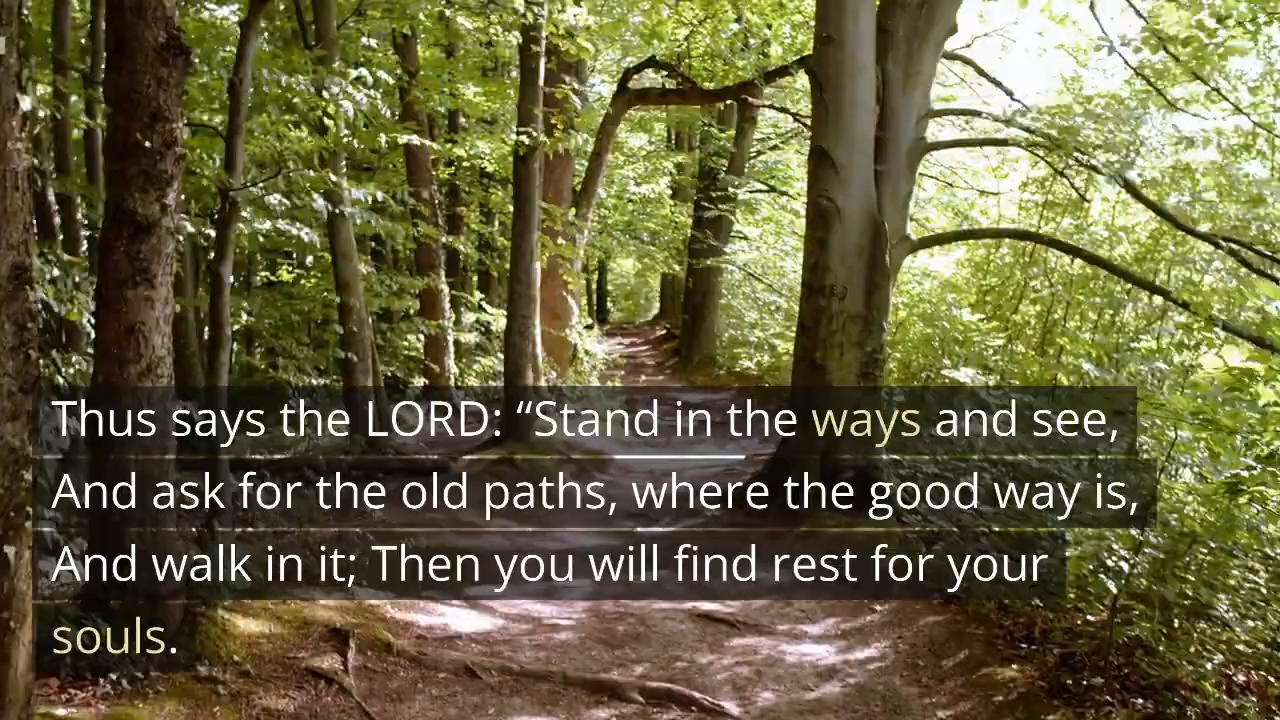 Thus says the LORD: “Stand in the ways and see,
And ask for the old paths, where the good way is,
And walk in it; Then you will find rest for your
souls.